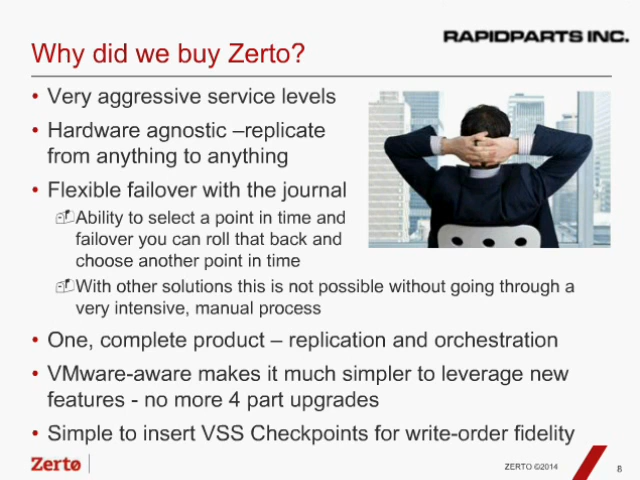 RAPIDPARTS INC.
Why did we buy Zerto?
• Very aggressive service levels
• Hardware agnostic –replicate
from anything to anything
• Flexible failover with the journal
Ability to select a point in time and
failover you can roll that back and
choose another point in time
With other solutions this is not possible without going through a
very intensive, manual process
• One, complete product – replication and orchestration
• VMware-aware makes it much simpler to leverage new
features - no more 4 part upgrades
• Simple to insert VSS Checkpoints for write-order fidelity
Zerto
ZERTO ©2014
8